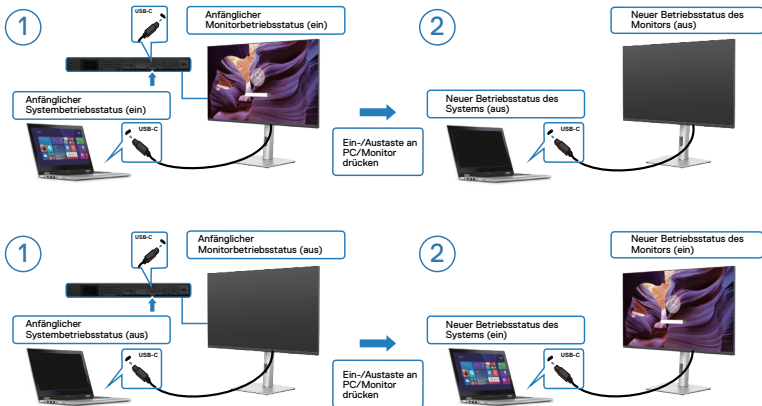 1
USB-C
Anfänglicher
Monitorbetriebsstatus (ein)
Anfänglicher
Systembetriebsstatus (ein)
USB-C
Ein-/Austaste an
PC/Monitor
drücken
2
Neuer Betriebsstatus des
Monitors (aus)
Neuer Betriebsstatus des
Systems (aus)
USB-C
1
USB-C
Anfänglicher
Monitorbetriebsstatus (aus)
Anfänglicher
Systembetriebsstatus (aus)
USB-C
Ein-/Austaste an
PC/Monitor
drücken
2
Neuer Betriebsstatus des
Monitors (ein)
Neuer Betriebsstatus des
Systems (ein)
USB-C